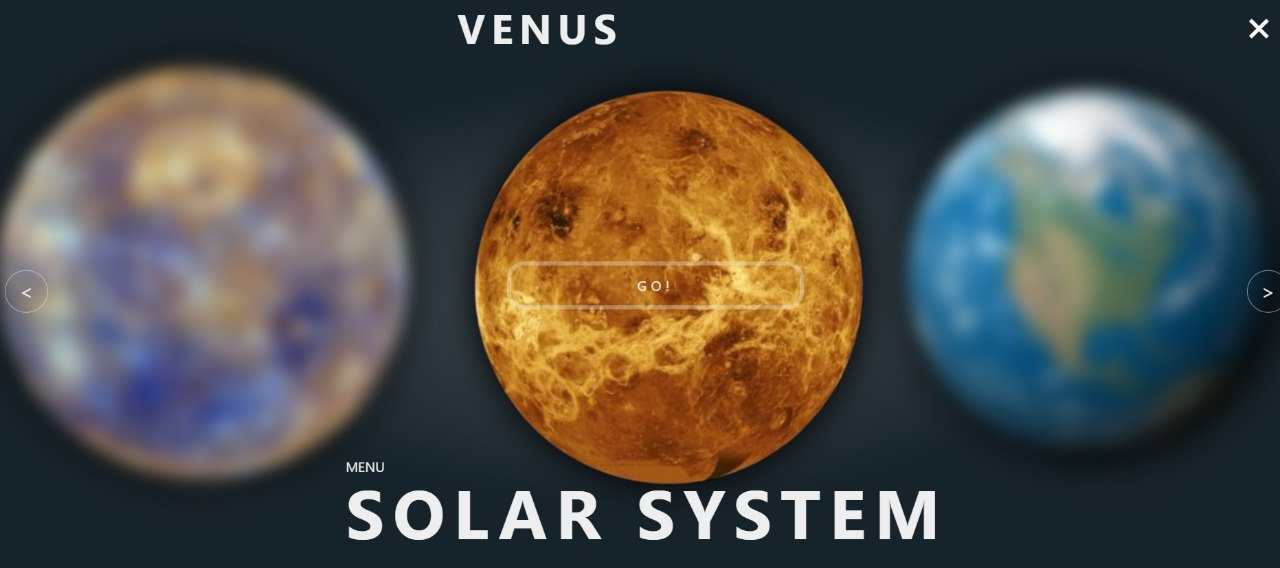 VENUS
✕
<
GO!
>
MENU
SOLAR SYSTEM